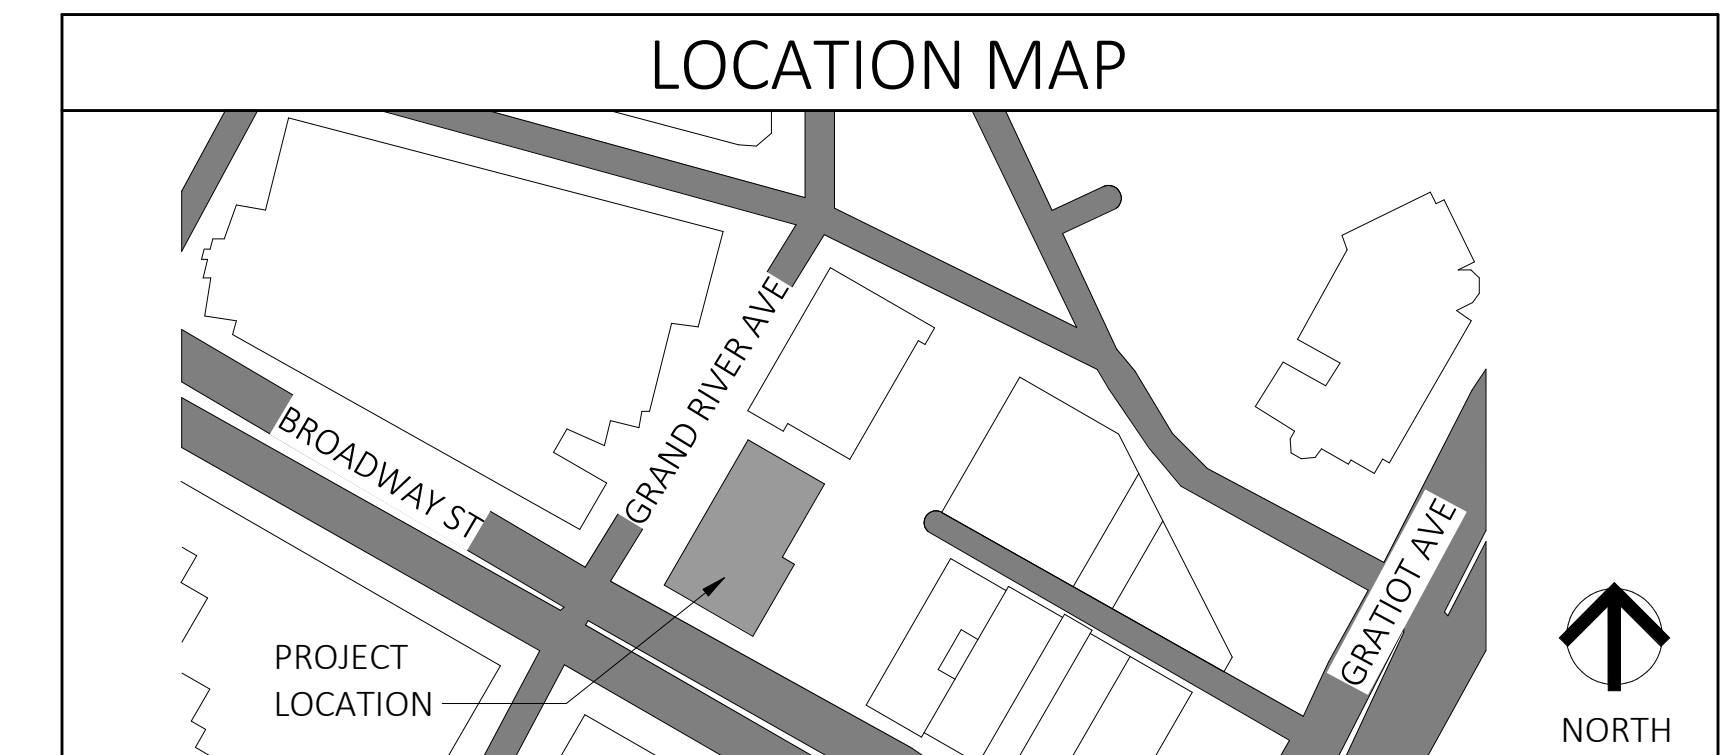 LOCATION MAP
GRAND RIVER AVE
BROADWAY ST
GRATIOT AVE
PROJECT
LOCATION
NORTH